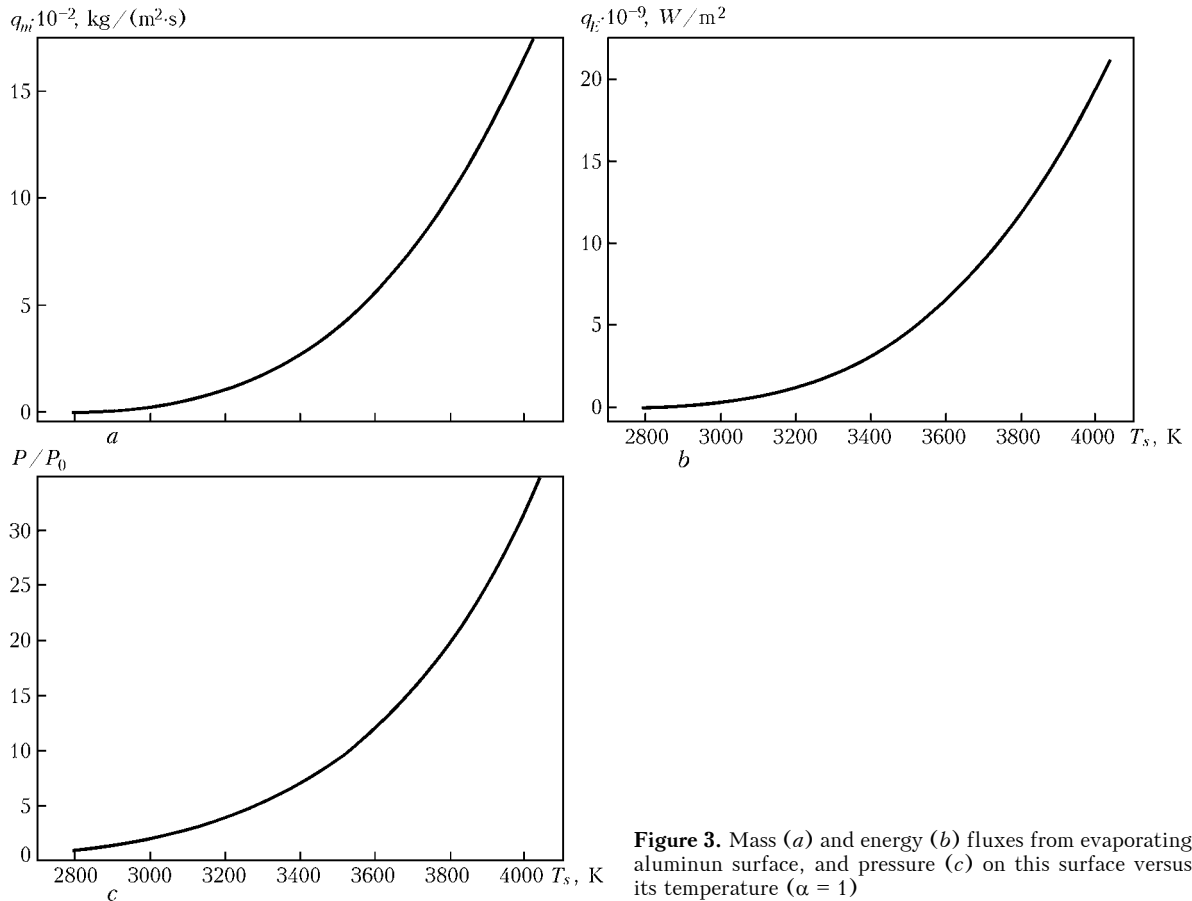 q_m·10⁻², kg/(m²·s)
15
10
5
0
a
q_E·10⁻⁹, W/m²
20
15
10
5
0
2800 3000 3200 3400 3600 3800 4000 T_s, K
b
P/P₀
30
25
20
15
10
5
0
2800 3000 3200 3400 3600 3800 4000 T_s, K
c
Figure 3. Mass (a) and energy (b) fluxes from evaporating
aluminun surface, and pressure (c) on this surface versus
its temperature (α = 1)